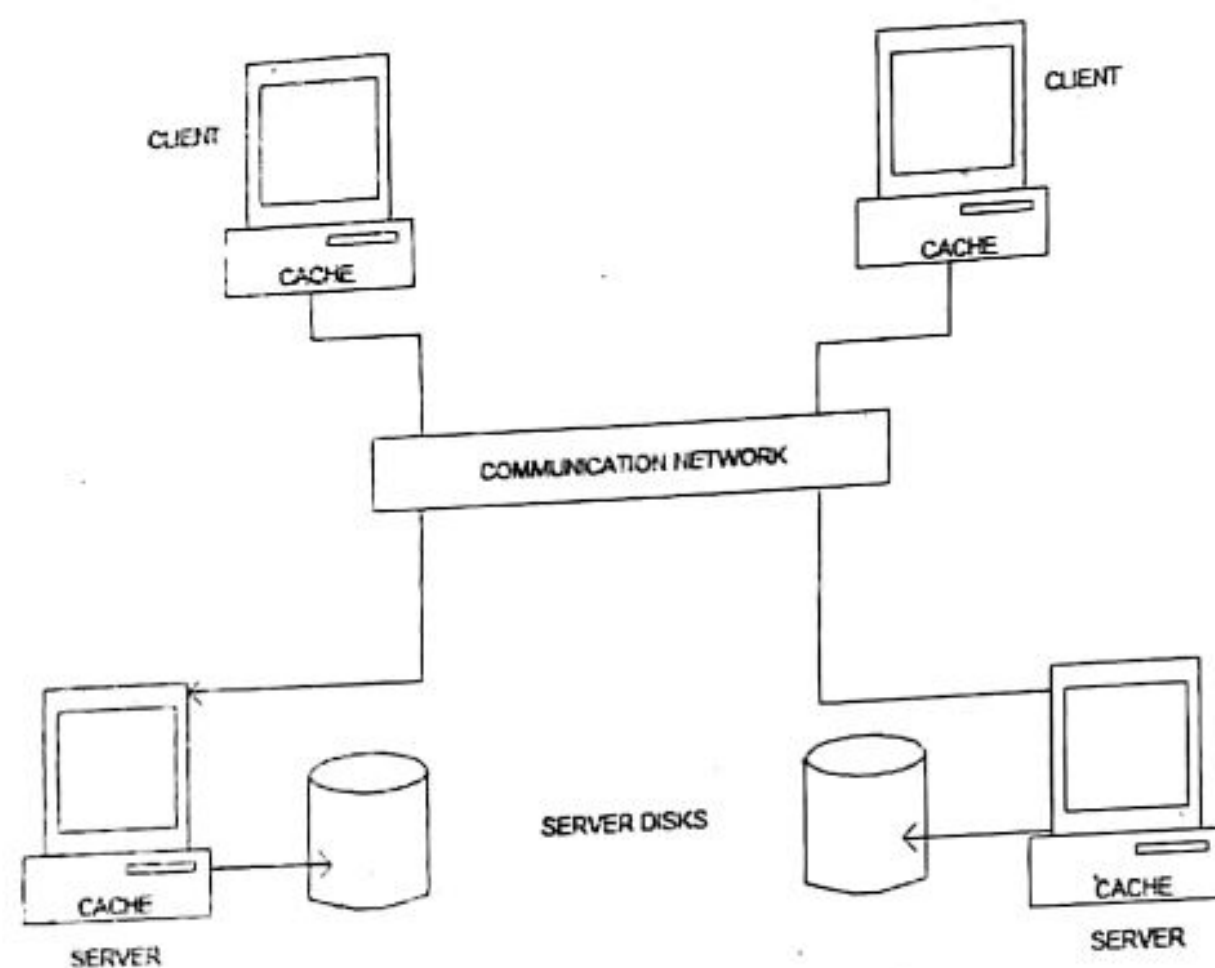 CLIENT
CLIENT
CACHE
CACHE
COMMUNICATION NETWORK
SERVER DISKS
CACHE
CACHE
SERVER
SERVER